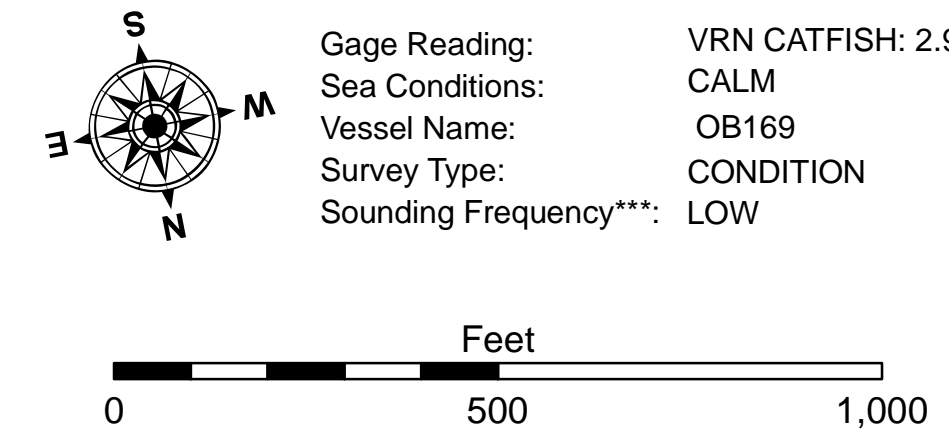 S
W
E
N
Gage Reading: VRN CATFISH: 2.9
Sea Conditions: CALM
Vessel Name: OB169
Survey Type: CONDITION
Sounding Frequency***: LOW
Feet
0 500 1,000